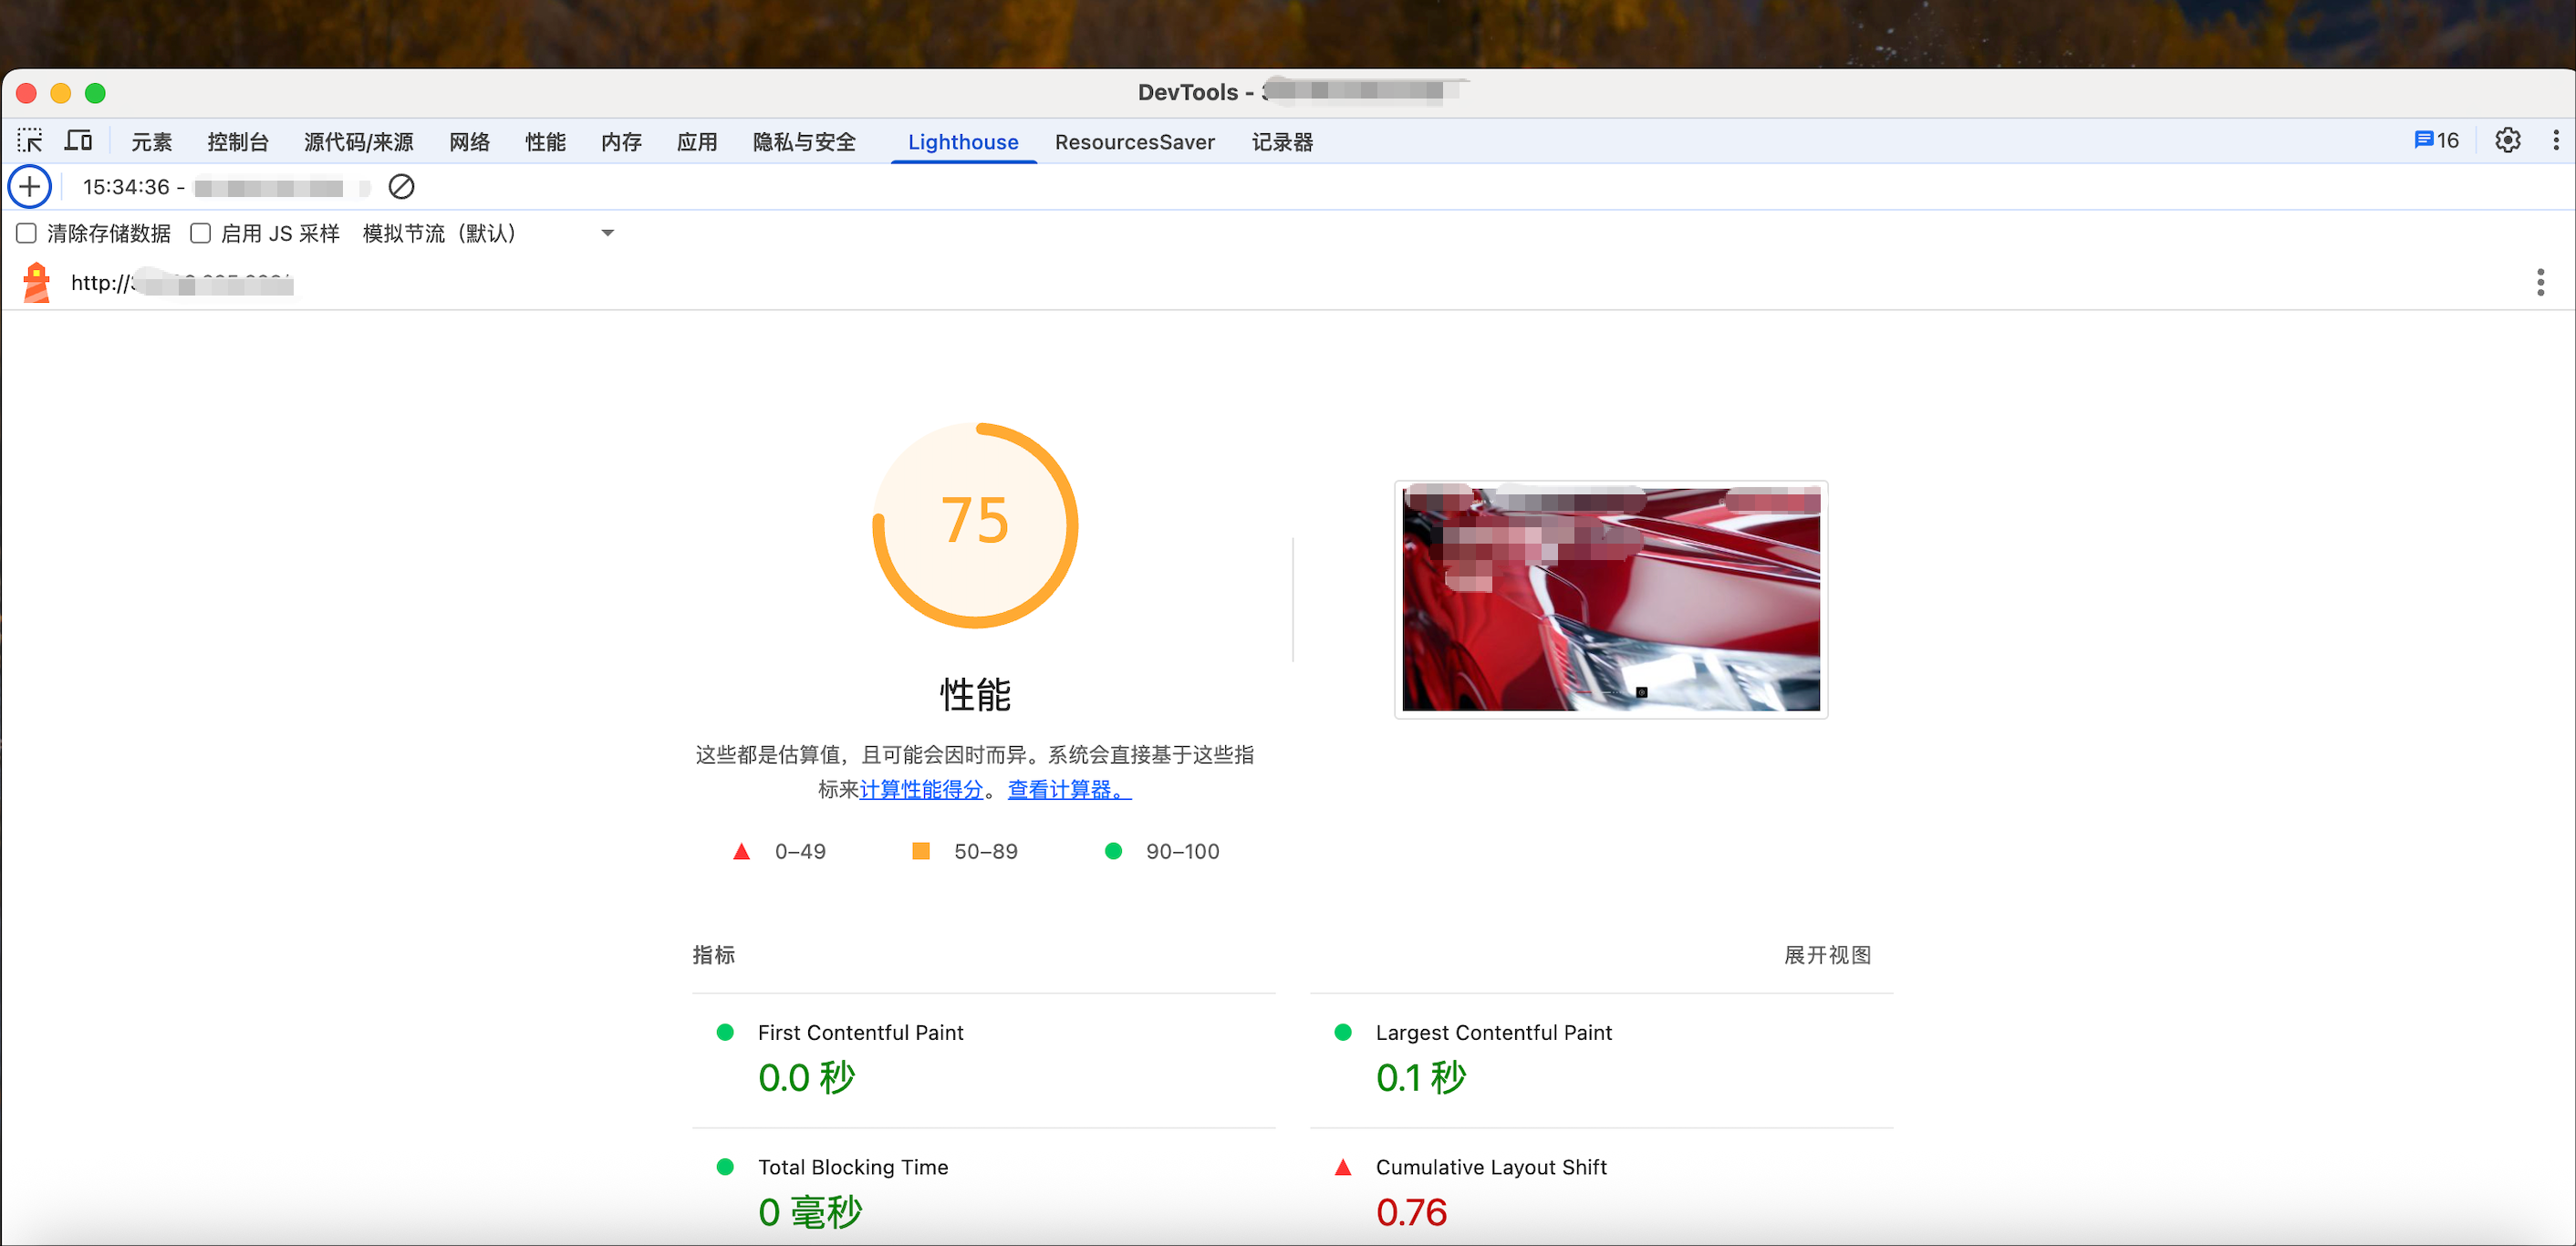 DevTools -
元素 控制台 源代码/来源 网络 性能 内存 应用 隐私与安全 Lighthouse ResourcesSaver 记录器 16
15:34:36 -
清除存储数据 启用 JS 采样 模拟节流（默认）
http://
75
性能
这些都是估算值，且可能会因时而异。系统会直接基于这些指
标来计算性能得分。查看计算器。
0–49 50–89 90–100
指标 展开视图
First Contentful Paint
0.0 秒
Largest Contentful Paint
0.1 秒
Total Blocking Time
0 毫秒
Cumulative Layout Shift
0.76